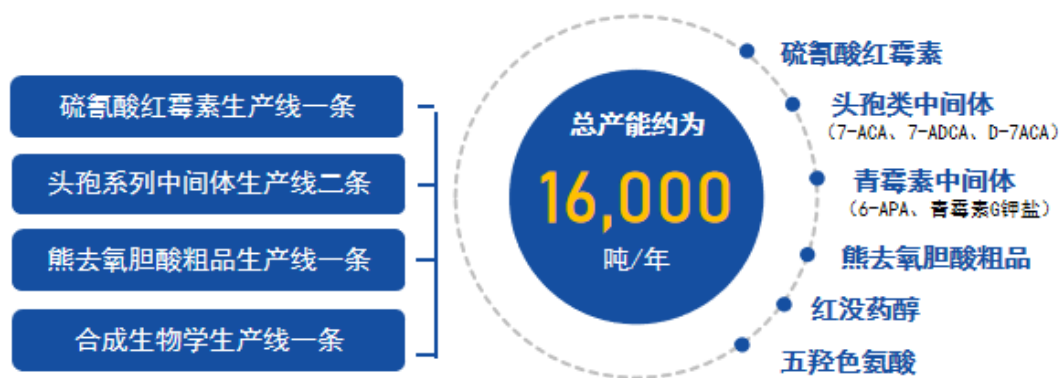 硫氰酸红霉素生产线一条
头孢系列中间体生产线二条
熊去氧胆酸粗品生产线一条
合成生物学生产线一条
总产能约为
16,000
吨/年
硫氰酸红霉素
头孢类中间体
（7-ACA、7-ADCA、D-7ACA）
青霉素中间体
（6-APA、青霉素G钾盐）
熊去氧胆酸粗品
红没药醇
五羟色氨酸